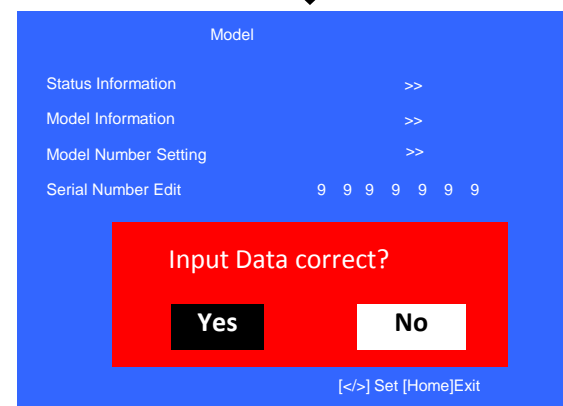 Model
Status Information >>
Model Information >>
Model Number Setting >>
Serial Number Edit 9 9 9 9 9 9 9
Input Data correct?
Yes No
[</>] Set [Home]Exit